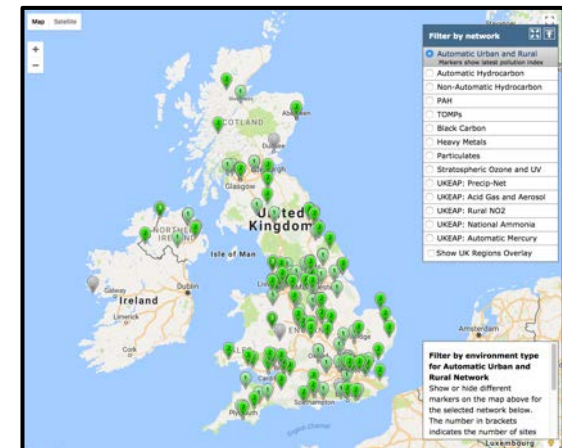 Map Satellite
+
−
Filter by network
Automatic Urban and Rural
Markers show latest pollution index
Automatic Hydrocarbon
Non-Automatic Hydrocarbon
PAH
TOMPs
Black Carbon
Heavy Metals
Particulates
Stratospheric Ozone and UV
UKEAP: Precip-Net
UKEAP: Acid Gas and Aerosol
UKEAP: Rural NO2
UKEAP: National Ammonia
UKEAP: Automatic Mercury
Show UK Regions Overlay
Aberdeen
SCOTLAND
Dundee
Glasgow
United
Kingdom
NORTHERN
IRELAND
Isle of Man
Galway
Dublin
Ireland
Limerick
Cork
Amsterdam
Southampton
Plymouth
English Channel
Luxembourg
Filter by environment type
for Automatic Urban and
Rural Network
Show or hide different
markers on the map above for
the selected network below.
The number in brackets
indicates the number of sites